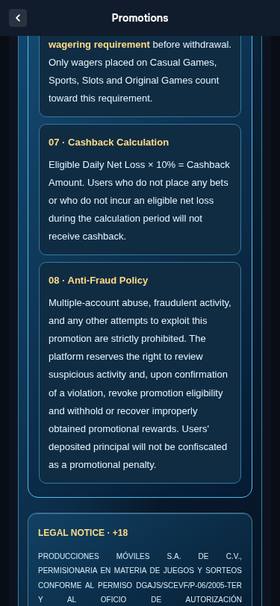 Promotions
wagering requirement before withdrawal.
Only wagers placed on Casual Games,
Sports, Slots and Original Games count
toward this requirement.
07 · Cashback Calculation
Eligible Daily Net Loss × 10% = Cashback
Amount. Users who do not place any bets
or who do not incur an eligible net loss
during the calculation period will not
receive cashback.
08 · Anti-Fraud Policy
Multiple-account abuse, fraudulent activity,
and any other attempts to exploit this
promotion are strictly prohibited. The
platform reserves the right to review
suspicious activity and, upon confirmation
of a violation, revoke promotion eligibility
and withhold or recover improperly
obtained promotional rewards. Users'
deposited principal will not be confiscated
as a promotional penalty.
LEGAL NOTICE · +18
PRODUCCIONES MÓVILES S.A. DE C.V.,
PERMISIONARIA EN MATERIA DE JUEGOS Y SORTEOS
CONFORME AL PERMISO DGAJS/SCEVF/P-06/2005-TER
Y AL OFICIO DE AUTORIZACIÓN